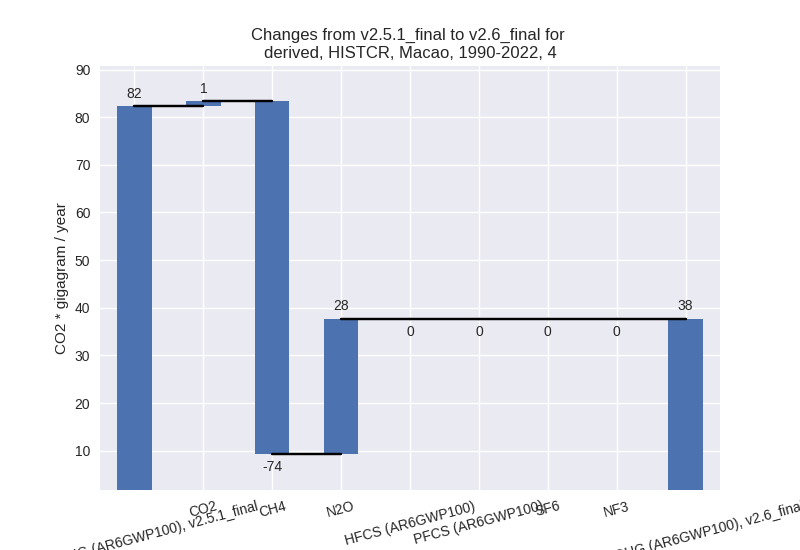 Changes from v2.5.1_final to v2.6_final for
derived, HISTCR, Macao, 1990-2022, 4
CO2 * gigagram / year
90
80
70
60
50
40
30
20
10
82
1
-74
28
0
0
0
0
38
(AR6GWP100), v2.5.1_final
CO2
CH4
N2O
HFCS (AR6GWP100)
PFCS (AR6GWP100)
SF6
NF3
(AR6GWP100), v2.6_final